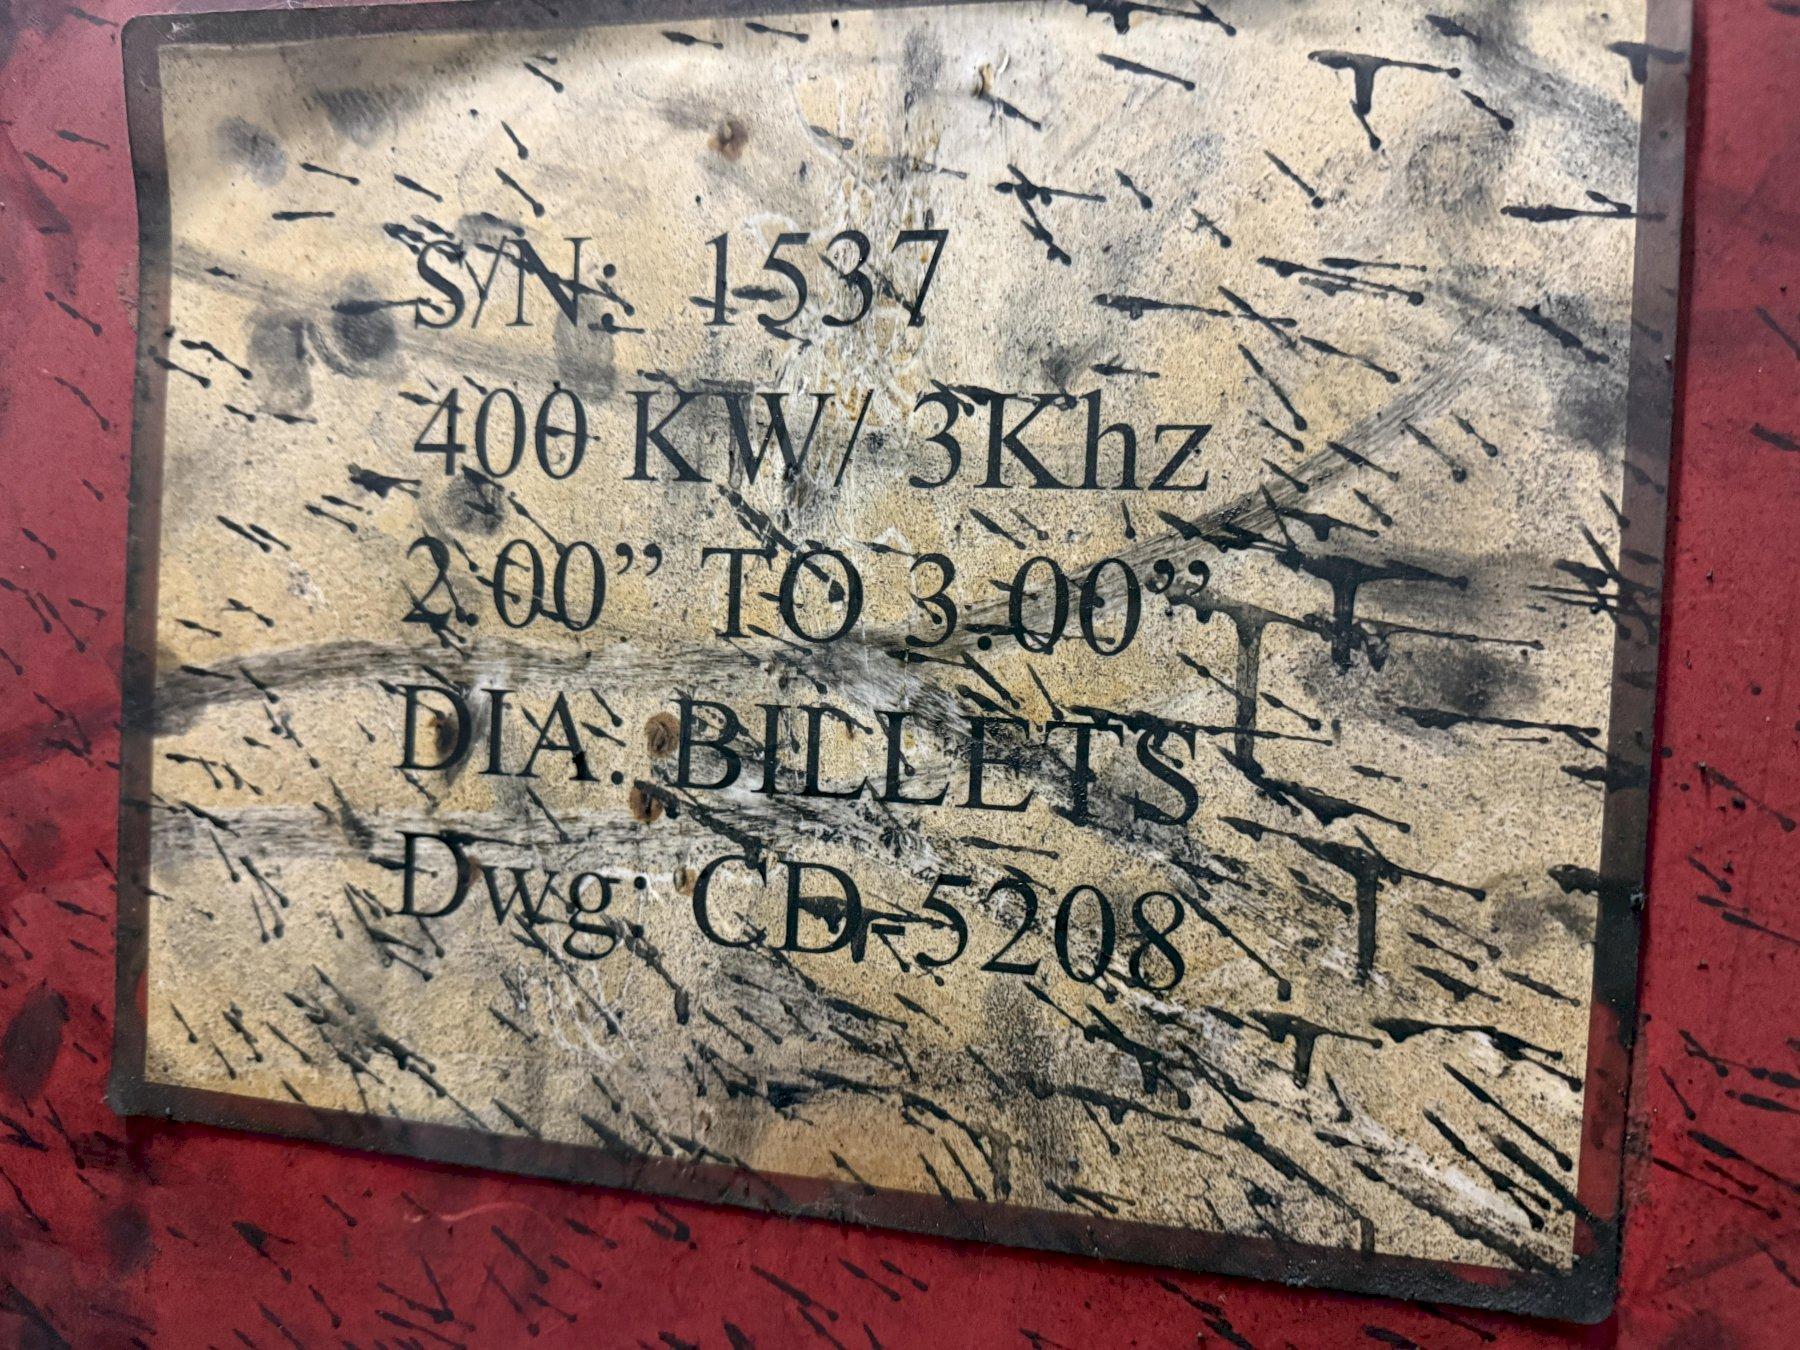 S/N: 1537
400 KW/ 3Khz
2.00” TO 3.00”
DIA. BILLETS
Dwg: CD-5208